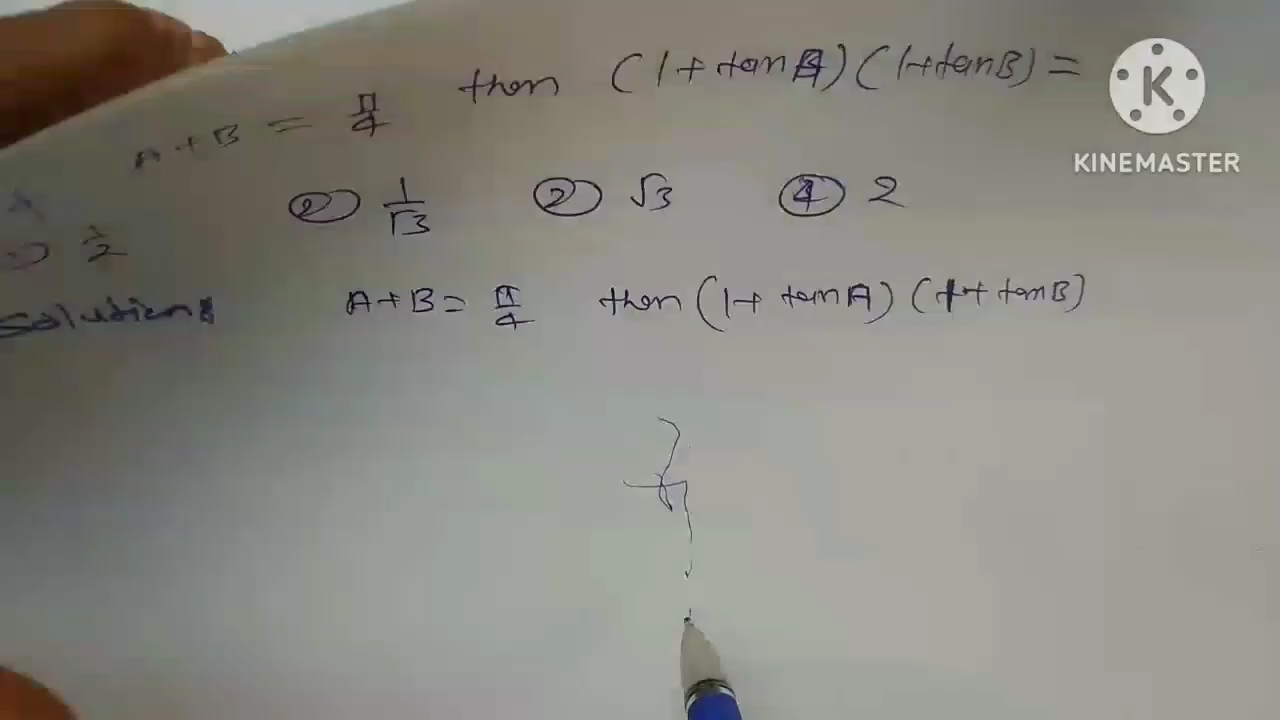 A+B = π/4 then (1+tanA)(1+tanB) =
K
KINEMASTER
1) 1/2 2) 1/√3 2) √3 4) 2
Solution: A+B = π/4 then (1+ tanA) (1+ tanB)